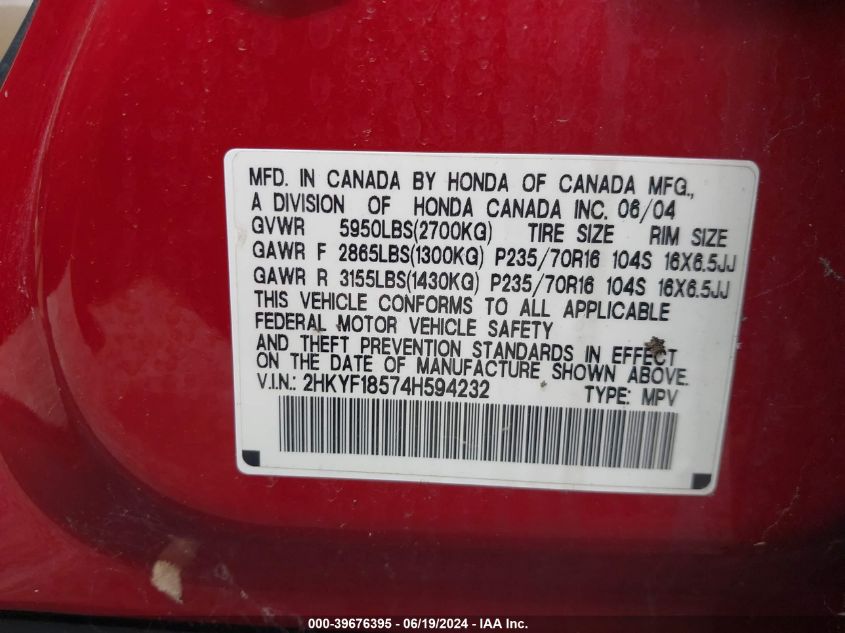 MFD. IN CANADA BY HONDA OF CANADA MFG.,
A DIVISION OF HONDA CANADA INC. 06/04
GVWR 5950LBS(2700KG) TIRE SIZE RIM SIZE
GAWR F 2865LBS(1300KG) P235/70R16 104S 16X6.5JJ
GAWR R 3155LBS(1430KG) P235/70R16 104S 16X6.5JJ
THIS VEHICLE CONFORMS TO ALL APPLICABLE
FEDERAL MOTOR VEHICLE SAFETY
AND THEFT PREVENTION STANDARDS IN EFFECT
ON THE DATE OF MANUFACTURE SHOWN ABOVE.
V.I.N.: 2HKYF18574H594232 TYPE: MPV
000-39676395 - 06/19/2024 - IAA Inc.